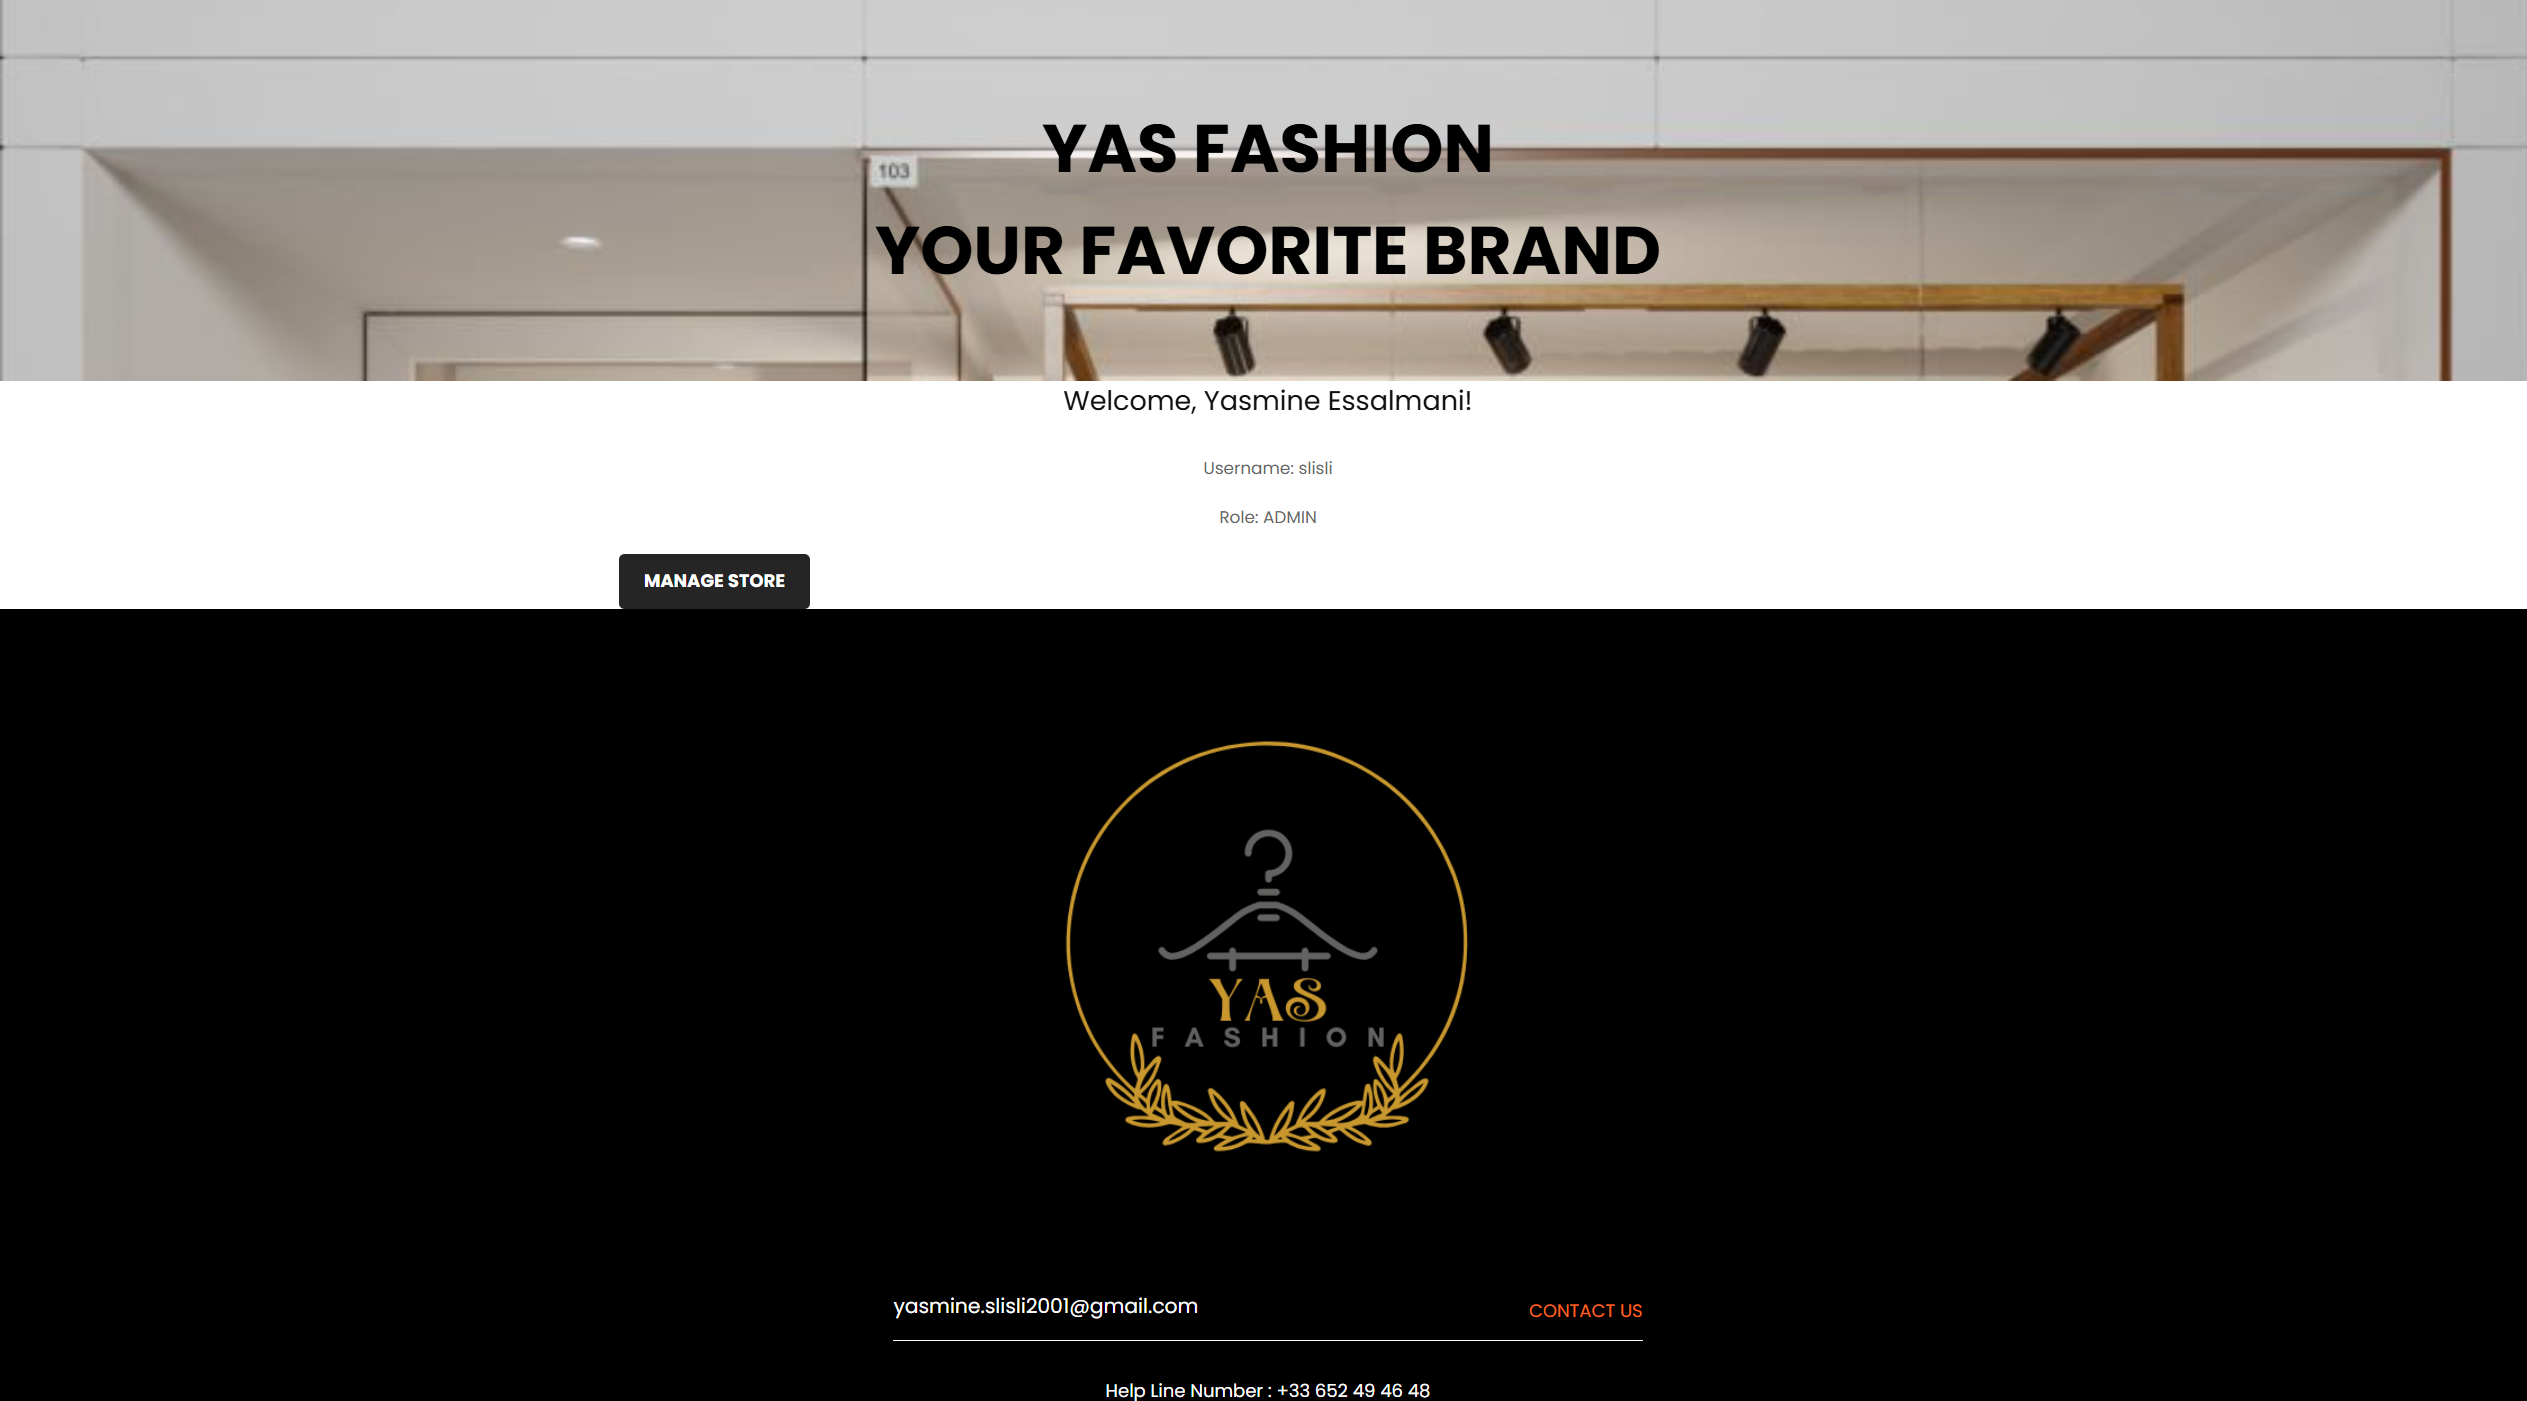 YAS FASHION
103
YOUR FAVORITE BRAND
Welcome, Yasmine Essalmani!
Username: slisli
Role: ADMIN
MANAGE STORE
YAS
FASHION
yasmine.slisli2001@gmail.com
CONTACT US
Help Line Number : +33 652 49 46 48